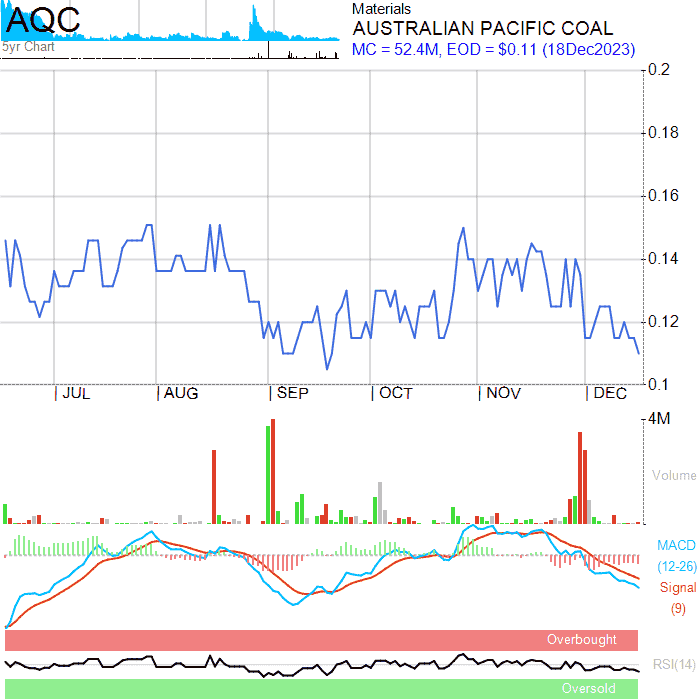 AQC
5yr Chart
Materials
AUSTRALIAN PACIFIC COAL
MC = 52.4M, EOD = $0.11 (18Dec2023)
0.2
0.18
0.16
0.14
0.12
0.1
JUL AUG SEP OCT NOV DEC
4M
Volume
MACD
(12-26)
Signal
(9)
Overbought
RSI(14)
Oversold